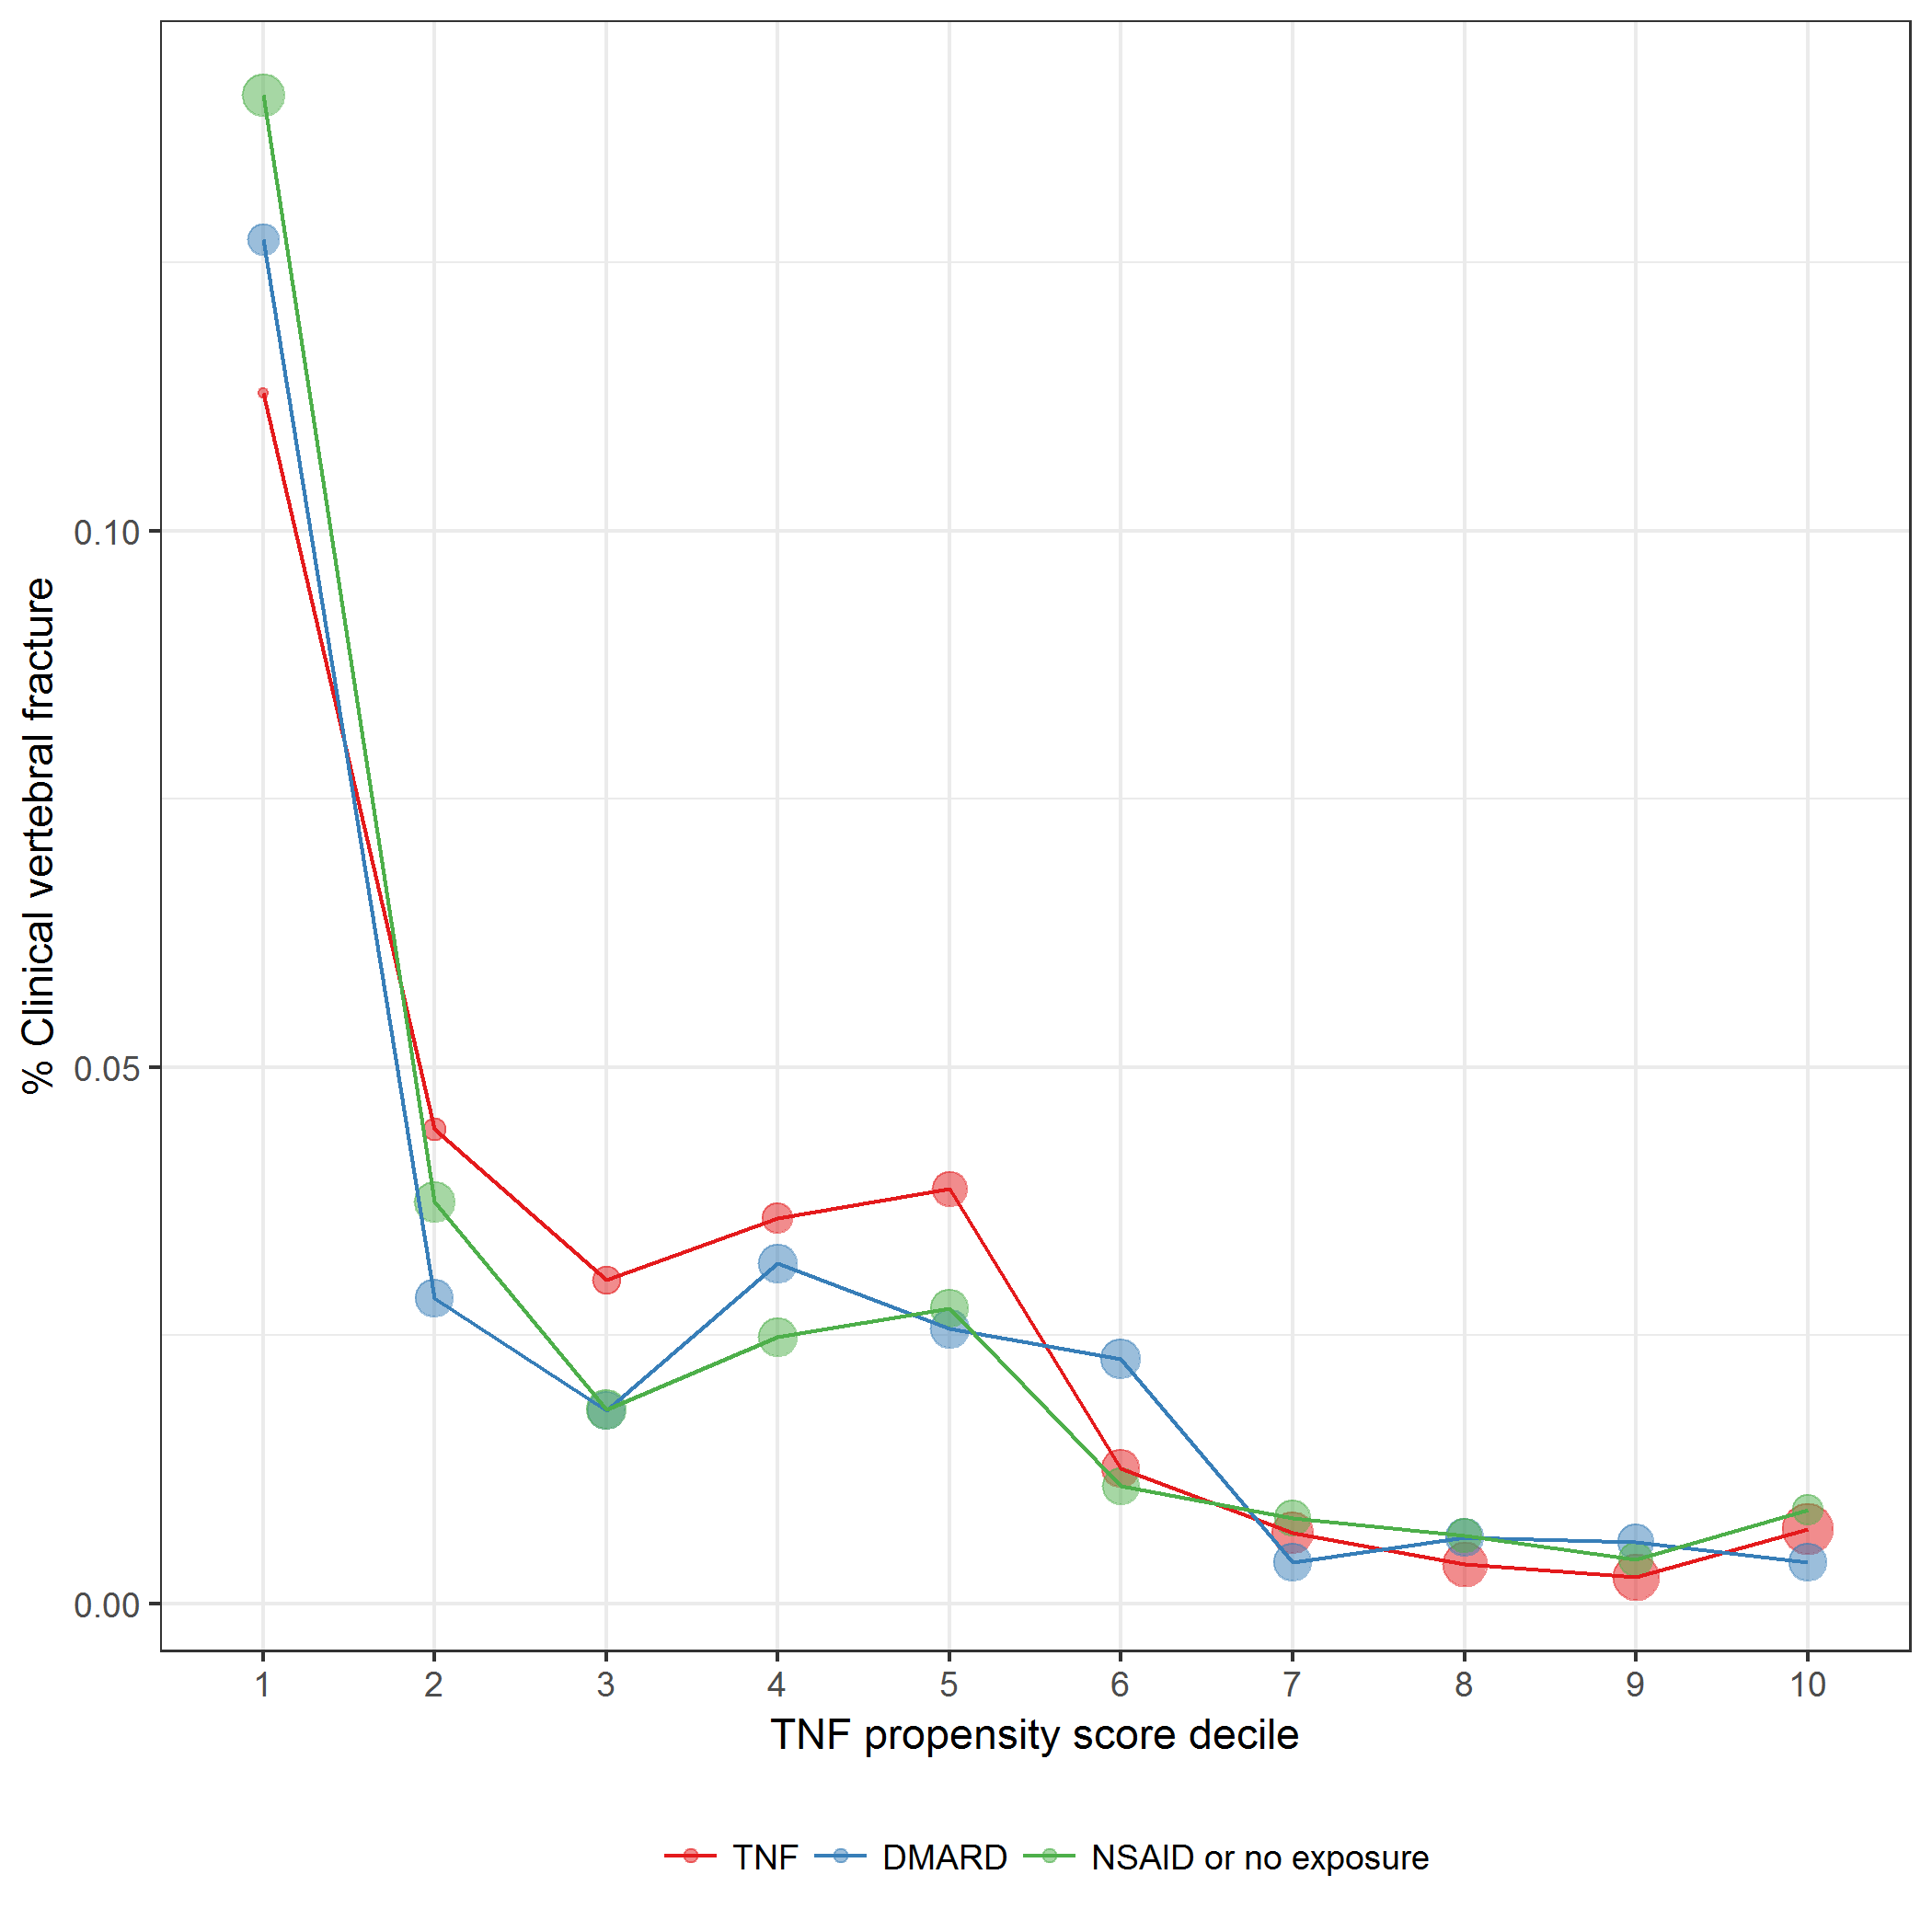 % Clinical vertebral fracture
0.10
0.05
0.00
1 2 3 4 5 6 7 8 9 10
TNF propensity score decile
TNF DMARD NSAID or no exposure